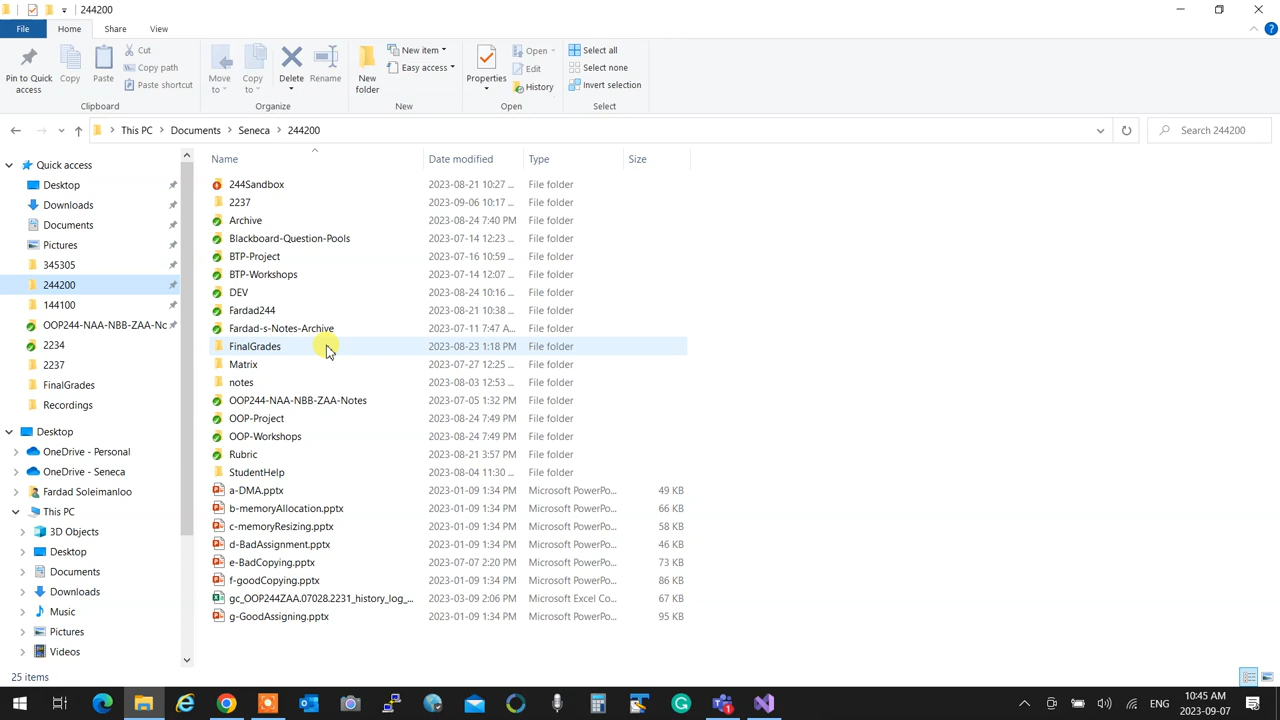 244200
File Home Share View
Pin to Quick access
Copy
Paste
Cut
Copy path
Paste shortcut
Clipboard
Move to
Copy to
Delete
Rename
Organize
New folder
New item
Easy access
New
Properties
Open
Edit
History
Open
Select all
Select none
Invert selection
Select
This PC Documents Seneca 244200
Search 244200
Quick access
Desktop
Downloads
Documents
Pictures
345305
244200
144100
OOP244-NAA-NBB-ZAA-Nc
2234
2237
FinalGrades
Recordings
Desktop
OneDrive - Personal
OneDrive - Seneca
Fardad Soleimanloo
This PC
3D Objects
Desktop
Documents
Downloads
Music
Pictures
Videos
Name Date modified Type Size
244Sandbox 2023-08-21 10:27 ... File folder
2237 2023-09-06 10:17 ... File folder
Archive 2023-08-24 7:40 PM File folder
Blackboard-Question-Pools 2023-07-14 12:23 ... File folder
BTP-Project 2023-07-16 10:59 ... File folder
BTP-Workshops 2023-07-14 12:07 ... File folder
DEV 2023-08-24 10:16 ... File folder
Fardad244 2023-08-21 10:38 ... File folder
Fardad-s-Notes-Archive 2023-07-11 7:47 A... File folder
FinalGrades 2023-08-23 1:18 PM File folder
Matrix 2023-07-27 12:25 ... File folder
notes 2023-08-03 12:53 ... File folder
OOP244-NAA-NBB-ZAA-Notes 2023-07-05 1:32 PM File folder
OOP-Project 2023-08-24 7:49 PM File folder
OOP-Workshops 2023-08-24 7:49 PM File folder
Rubric 2023-08-21 3:57 PM File folder
StudentHelp 2023-08-04 11:30 ... File folder
a-DMA.pptx 2023-01-09 1:34 PM Microsoft PowerPo... 49 KB
b-memoryAllocation.pptx 2023-01-09 1:34 PM Microsoft PowerPo... 66 KB
c-memoryResizing.pptx 2023-01-09 1:34 PM Microsoft PowerPo... 58 KB
d-BadAssignment.pptx 2023-01-09 1:34 PM Microsoft PowerPo... 46 KB
e-BadCopying.pptx 2023-07-07 2:20 PM Microsoft PowerPo... 73 KB
f-goodCopying.pptx 2023-01-09 1:34 PM Microsoft PowerPo... 86 KB
gc_OOP244ZAA.07028.2231_history_log_... 2023-03-09 2:06 PM Microsoft Excel Co... 67 KB
g-GoodAssigning.pptx 2023-01-09 1:34 PM Microsoft PowerPo... 95 KB
25 items
ENG
10:45 AM
2023-09-07